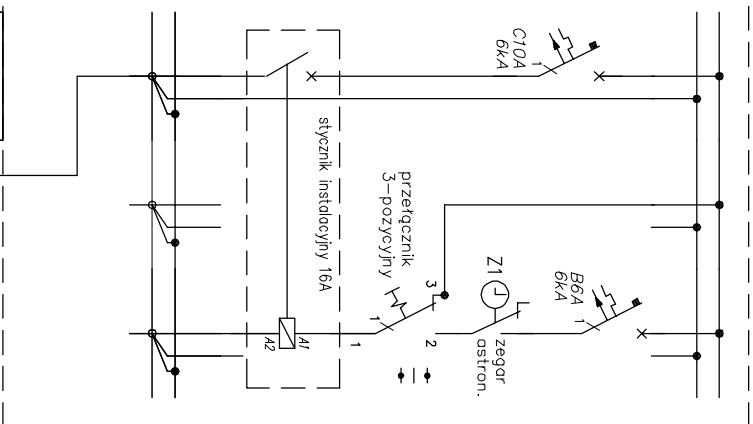 C10A
6kA
1
stycznik instalacyjny 16A
przełącznik
3-pozycyjny
Z1
B6A
6kA
1
3
1
A1
A2
1
2
zegar
astron.